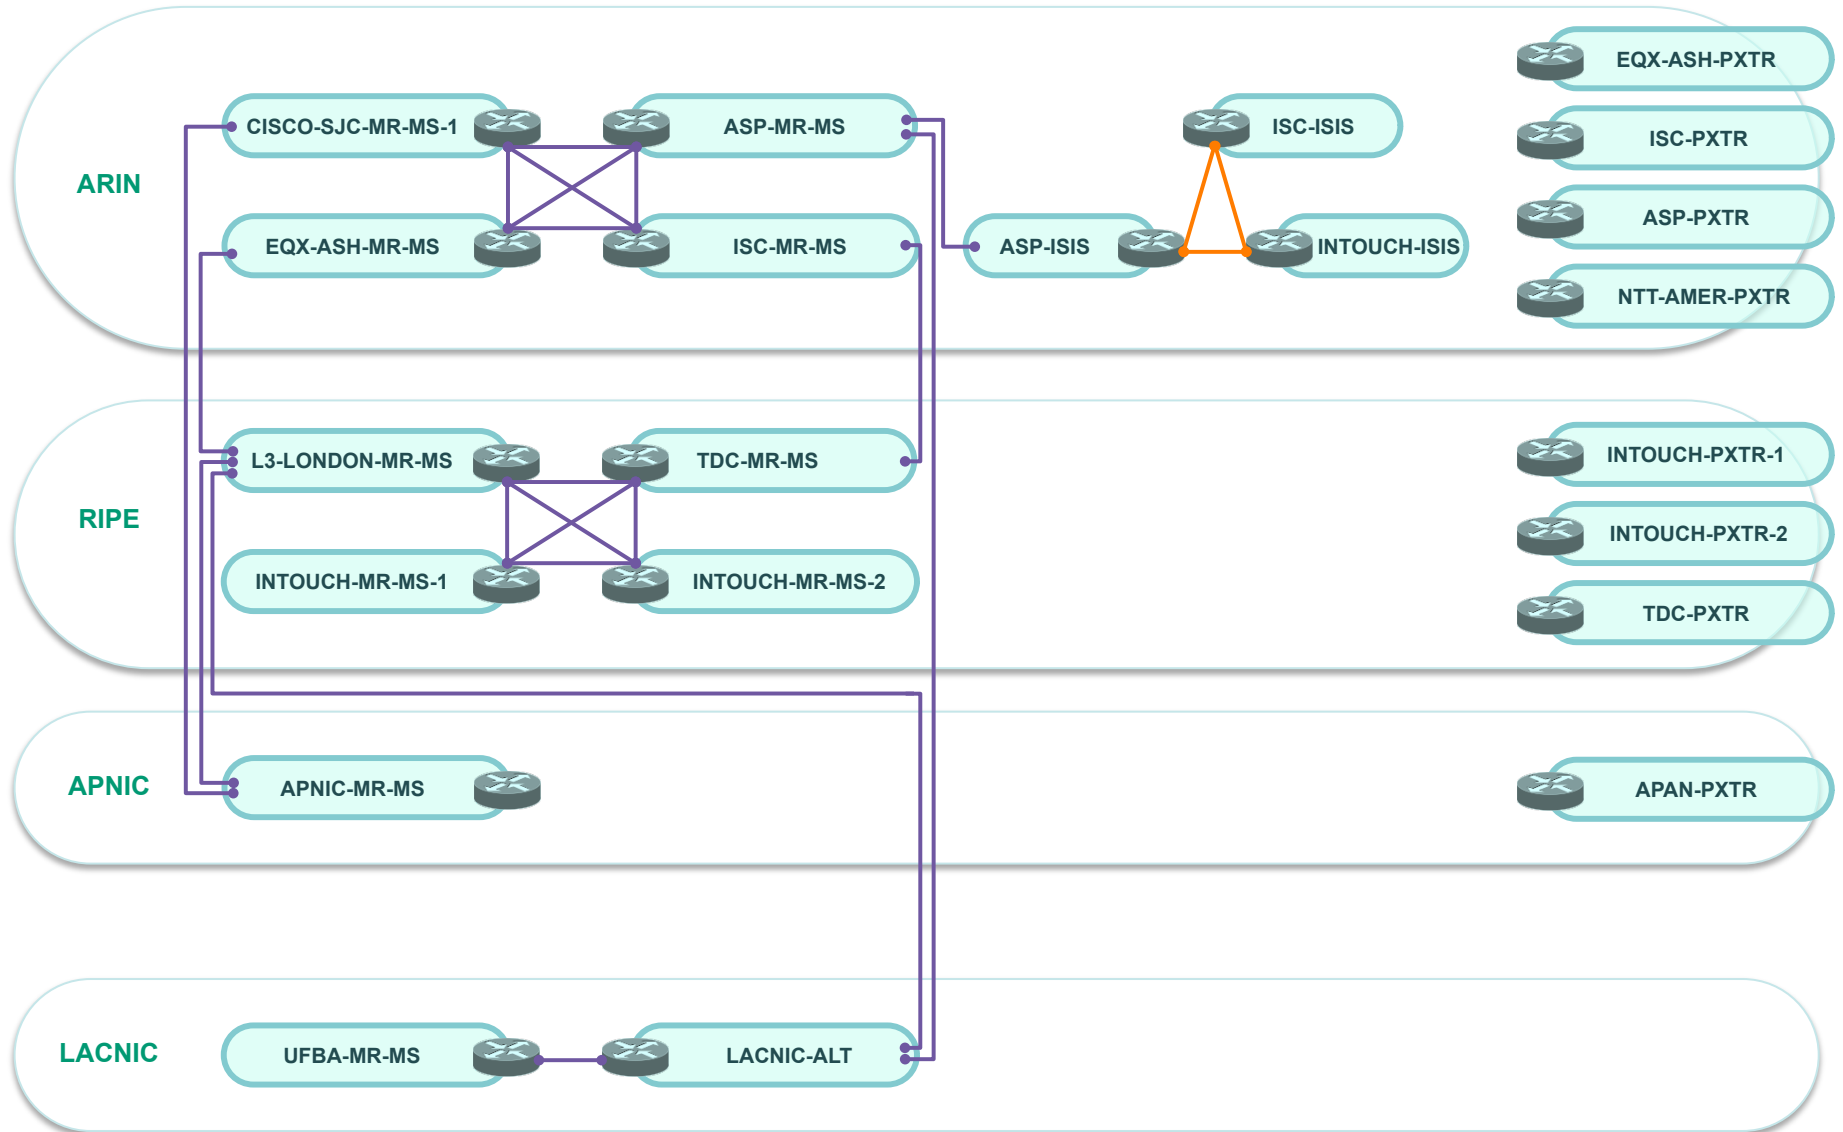 ARIN
CISCO-SJC-MR-MS-1
ASP-MR-MS
EQX-ASH-MR-MS
ISC-MR-MS
ISC-ISIS
ASP-ISIS
INTOUCH-ISIS
EQX-ASH-PXTR
ISC-PXTR
ASP-PXTR
NTT-AMER-PXTR
RIPE
L3-LONDON-MR-MS
TDC-MR-MS
INTOUCH-MR-MS-1
INTOUCH-MR-MS-2
INTOUCH-PXTR-1
INTOUCH-PXTR-2
TDC-PXTR
APNIC
APNIC-MR-MS
APAN-PXTR
LACNIC
UFBA-MR-MS
LACNIC-ALT